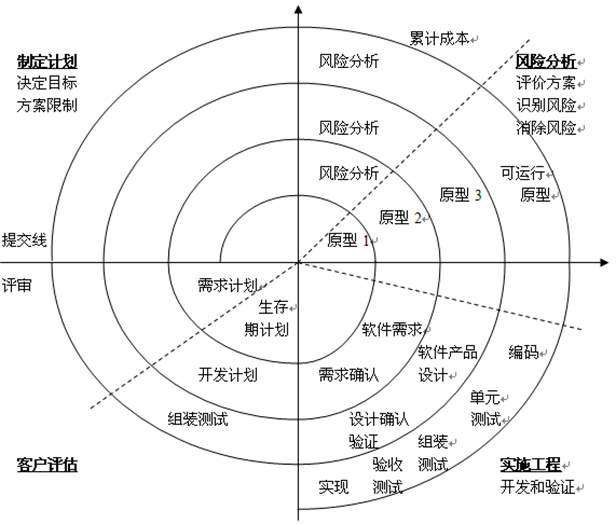 累计成本
制定计划
决定目标
方案限制
风险分析
风险分析
评价方案
识别风险
消除风险
风险分析
风险分析
可运行
原型
原型 3
原型 2
原型 1
提交线
评审
需求计划
生存
期计划
软件需求
软件产品
设计
编码
开发计划
需求确认
单元
测试
组装测试
设计确认
验证
组装
测试
验收
测试
实现
客户评估
实施工程
开发和验证